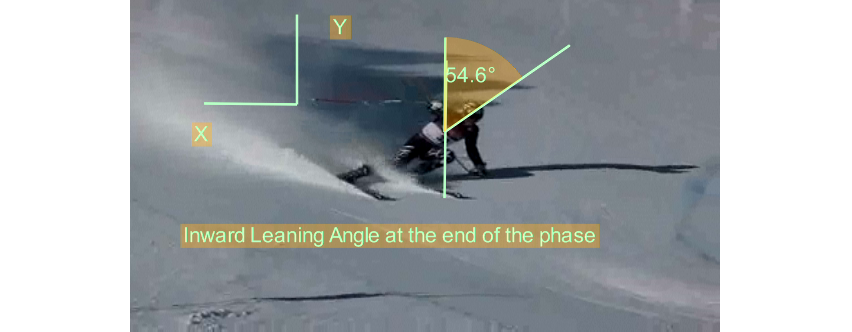 Y
54.6°
X
Inward Leaning Angle at the end of the phase